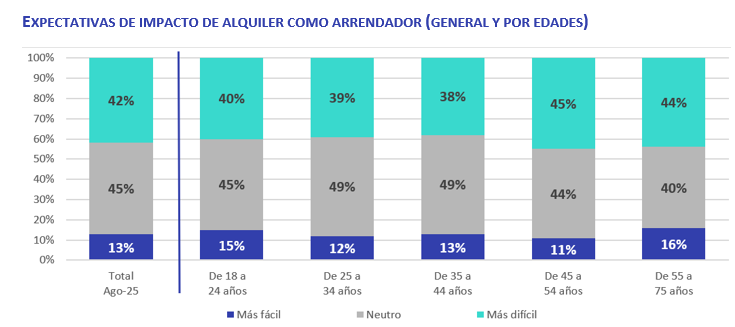 EXPECTATIVAS DE IMPACTO DE ALQUILER COMO ARRENDADOR (GENERAL Y POR EDADES)
100%
90%
80%
70%
60%
50%
40%
30%
20%
10%
0%
42% 40% 39% 38% 45% 44%
45% 45% 49% 49% 44% 40%
13% 15% 12% 13% 11% 16%
Total De 18 a De 25 a De 35 a De 45 a De 55 a
Ago-25 24 años 34 años 44 años 54 años 75 años
Más fácil Neutro Más difícil